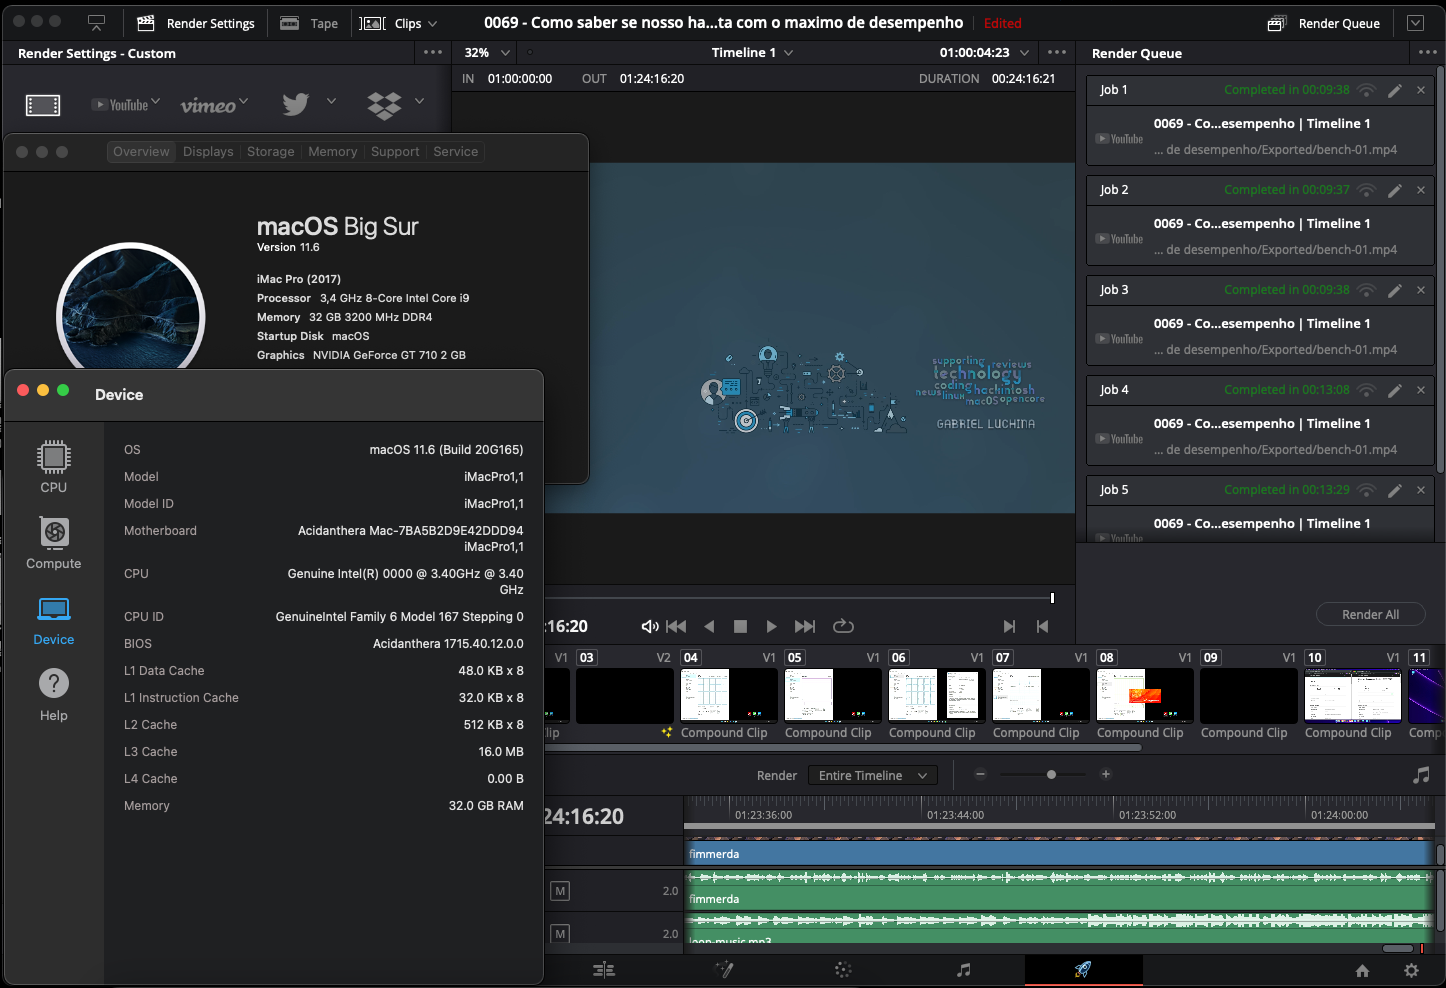 Render Settings
Tape
Clips
0069 - Como saber se nosso ha...ta com o maximo de desempenho
Edited
Render Queue
Render Settings - Custom
32%
Timeline 1
01:00:04:23
Render Queue
IN 01:00:00:00 OUT 01:24:16:20 DURATION 00:24:16:21
YouTube
vimeo
Job 1 Completed in 00:09:38
0069 - Co...esempenho | Timeline 1
YouTube
... de desempenho/Exported/bench-01.mp4
Job 2 Completed in 00:09:37
0069 - Co...esempenho | Timeline 1
YouTube
... de desempenho/Exported/bench-01.mp4
Job 3 Completed in 00:09:38
0069 - Co...esempenho | Timeline 1
YouTube
... de desempenho/Exported/bench-01.mp4
Job 4 Completed in 00:13:08
0069 - Co...esempenho | Timeline 1
YouTube
... de desempenho/Exported/bench-01.mp4
Job 5 Completed in 00:13:29
0069 - Co...esempenho | Timeline 1
YouTube
Render All
Overview Displays Storage Memory Support Service
macOS Big Sur
Version 11.6
iMac Pro (2017)
Processor 3,4 GHz 8-Core Intel Core i9
Memory 32 GB 3200 MHz DDR4
Startup Disk macOS
Graphics NVIDIA GeForce GT 710 2 GB
supporting reviews
technology
coding hackintosh
news linux macOS opencore
GABRIEL LUCHINA
Device
CPU
Compute
Device
Help
OS macOS 11.6 (Build 20G165)
Model iMacPro1,1
Model ID iMacPro1,1
Motherboard Acidanthera Mac-7BA5B2D9E42DDD94
iMacPro1,1
CPU Genuine Intel(R) 0000 @ 3.40GHz @ 3.40
GHz
CPU ID GenuineIntel Family 6 Model 167 Stepping 0
BIOS Acidanthera 1715.40.12.0.0
L1 Data Cache 48.0 KB x 8
L1 Instruction Cache 32.0 KB x 8
L2 Cache 512 KB x 8
L3 Cache 16.0 MB
L4 Cache 0.00 B
Memory 32.0 GB RAM
:16:20
V1 03 V2 04 V1 05 V1 06 V1 07 V1 08 V1 09 V1 10 V1 11
lip Compound Clip Compound Clip Compound Clip Compound Clip Compound Clip Compound Clip Compound Clip Comp
Render Entire Timeline
24:16:20
01:23:36:00 01:23:44:00 01:23:52:00 01:24:00:00
fimmerda
M 2.0
fimmerda
M 2.0
loop-music.mp3